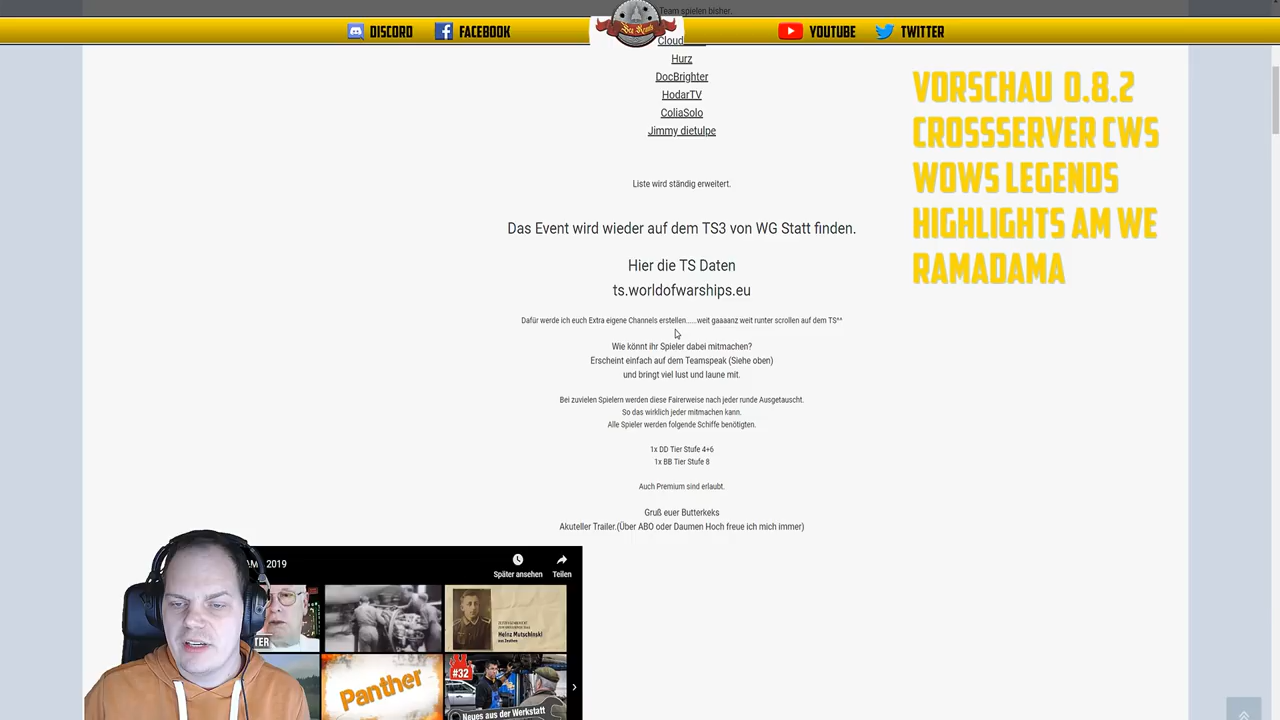 Team spielen bisher.
DISCORD
FACEBOOK
Sea Rends
YOUTUBE
TWITTER
Cloud
Hurz
DocBrighter
HodarTV
ColiaSolo
Jimmy dietulpe
Liste wird ständig erweitert.
Das Event wird wieder auf dem TS3 von WG Statt finden.
Hier die TS Daten
ts.worldofwarships.eu
Dafür werde ich euch Extra eigene Channels erstellen.....weit gaaaanz weit runter scrollen auf dem TS^^
Wie könnt ihr Spieler dabei mitmachen?
Erscheint einfach auf dem Teamspeak (Siehe oben)
und bringt viel lust und laune mit.
Bei zuvielen Spielern werden diese Fairerweise nach jeder runde Ausgetauscht.
So das wirklich jeder mitmachen kann.
Alle Spieler werden folgende Schiffe benötigten.
1x DD Tier Stufe 4+6
1x BB Tier Stufe 8
Auch Premium sind erlaubt.
Gruß euer Butterkeks
Akuteller Trailer.(Über ABO oder Daumen Hoch freue ich mich immer)
VORSCHAU 0.8.2
CROSSSERVER CWS
WOWS LEGENDS
HIGHLIGHTS AM WE
RAMADAMA
2019
Später ansehen
Teilen
TER
Heinz Mutschinski
Panther
#32
Neues aus der Werkstatt